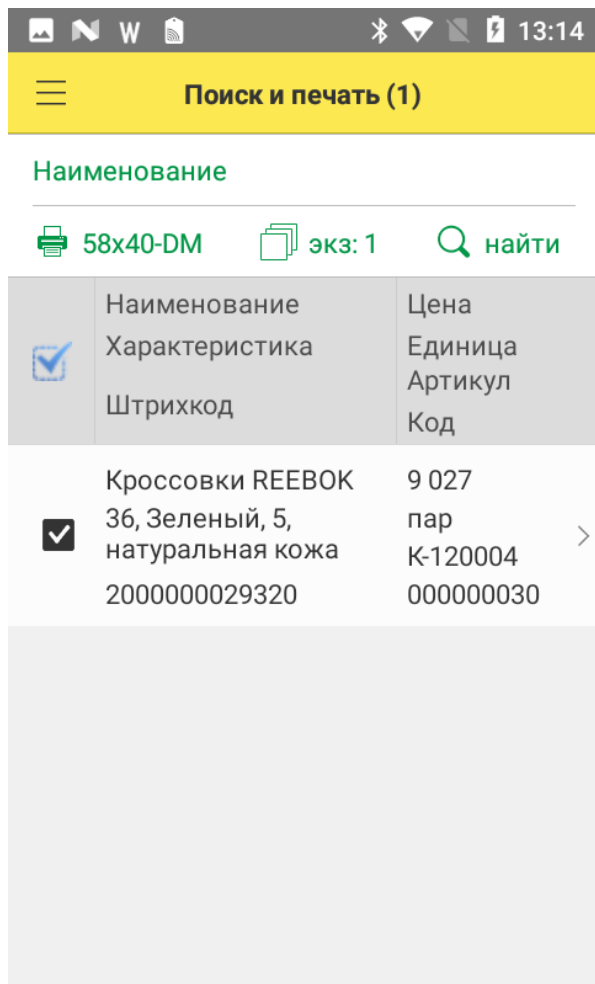 W 13:14
Поиск и печать (1)
Наименование
58x40-DM экз: 1 найти
Наименование Цена
Характеристика Единица
Артикул
Штрихкод
Код
Кроссовки REEBOK 9 027
36, Зеленый, 5, пар
натуральная кожа К-120004
2000000029320 000000030